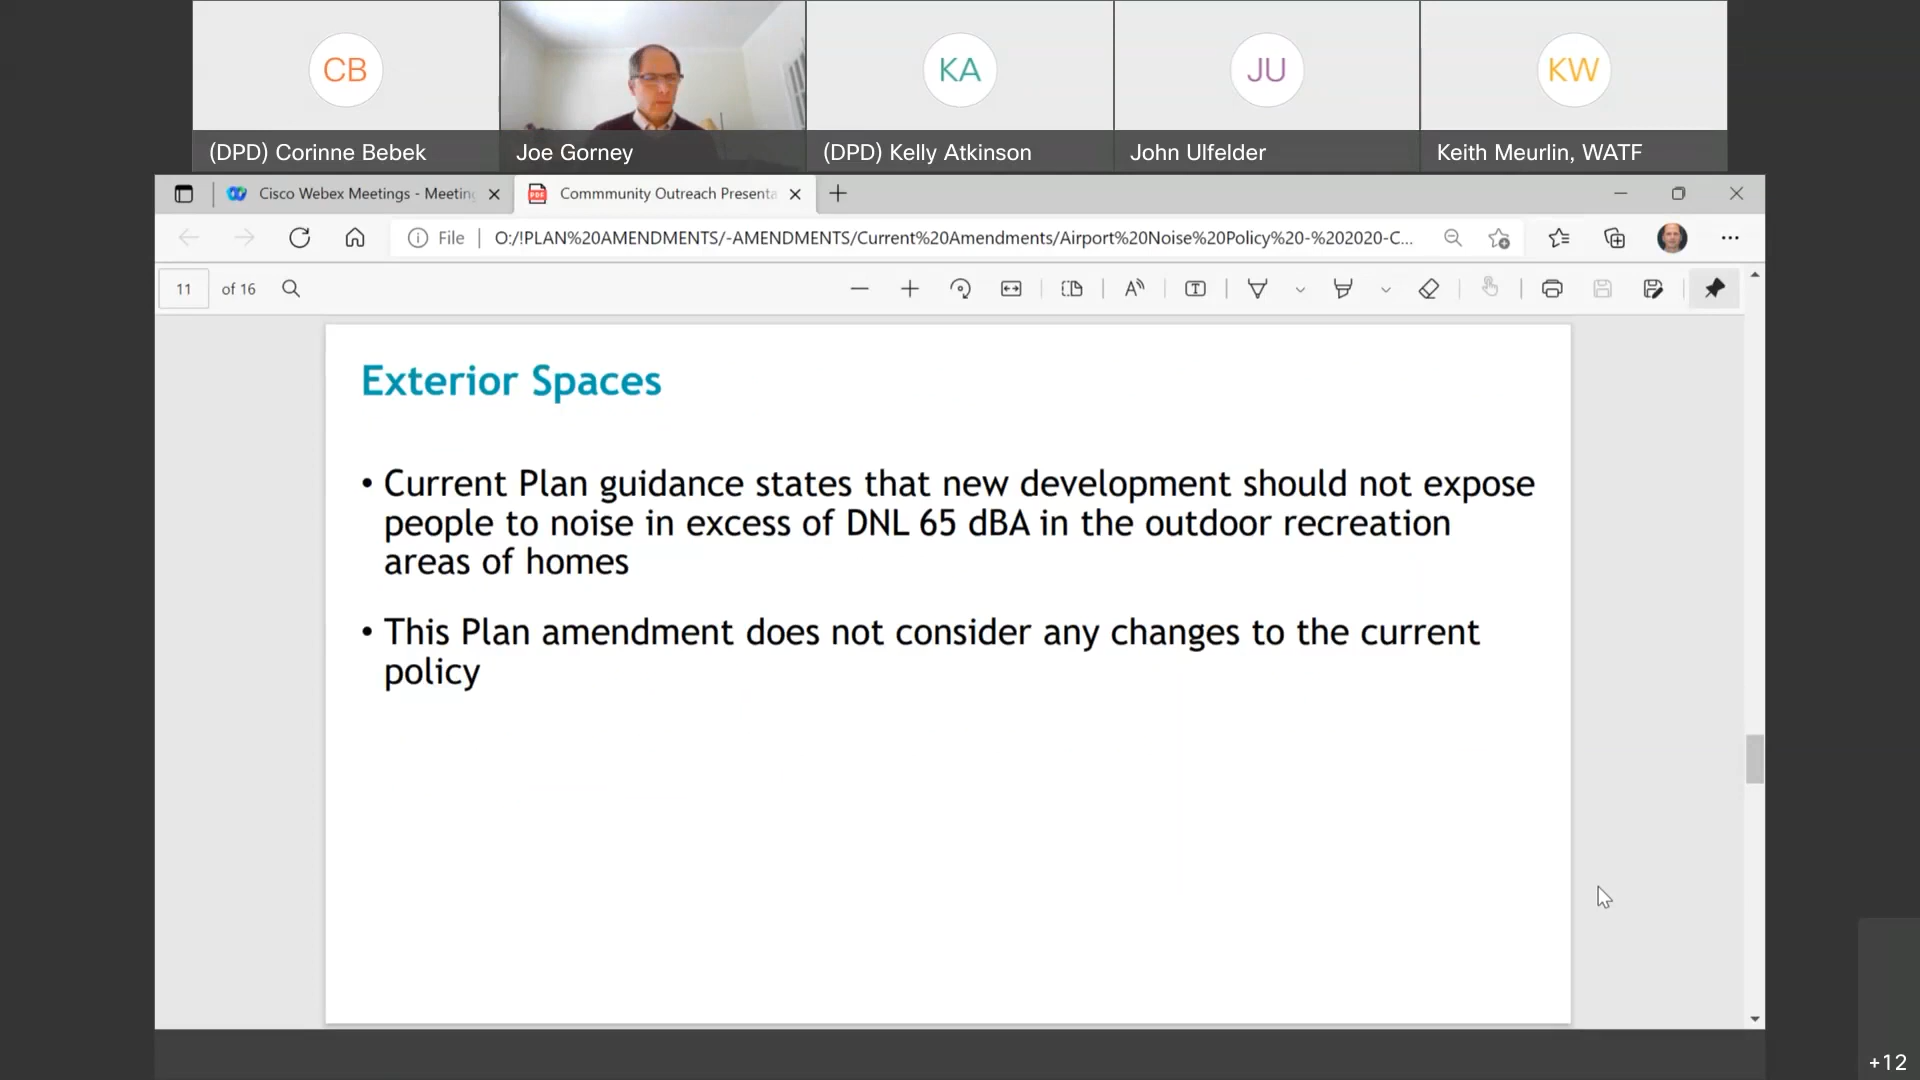 CB
KA
JU
KW
(DPD) Corinne Bebek
Joe Gorney
(DPD) Kelly Atkinson
John Ulfelder
Keith Meurlin, WATF
Cisco Webex Meetings - Meeting
PDF
Commmunity Outreach Presenta
File
O:/!PLAN%20AMENDMENTS/-AMENDMENTS/Current%20Amendments/Airport%20Noise%20Policy%20-%202020-C...
11 of 16
Exterior Spaces
• Current Plan guidance states that new development should not expose
people to noise in excess of DNL 65 dBA in the outdoor recreation
areas of homes
• This Plan amendment does not consider any changes to the current
policy
+12